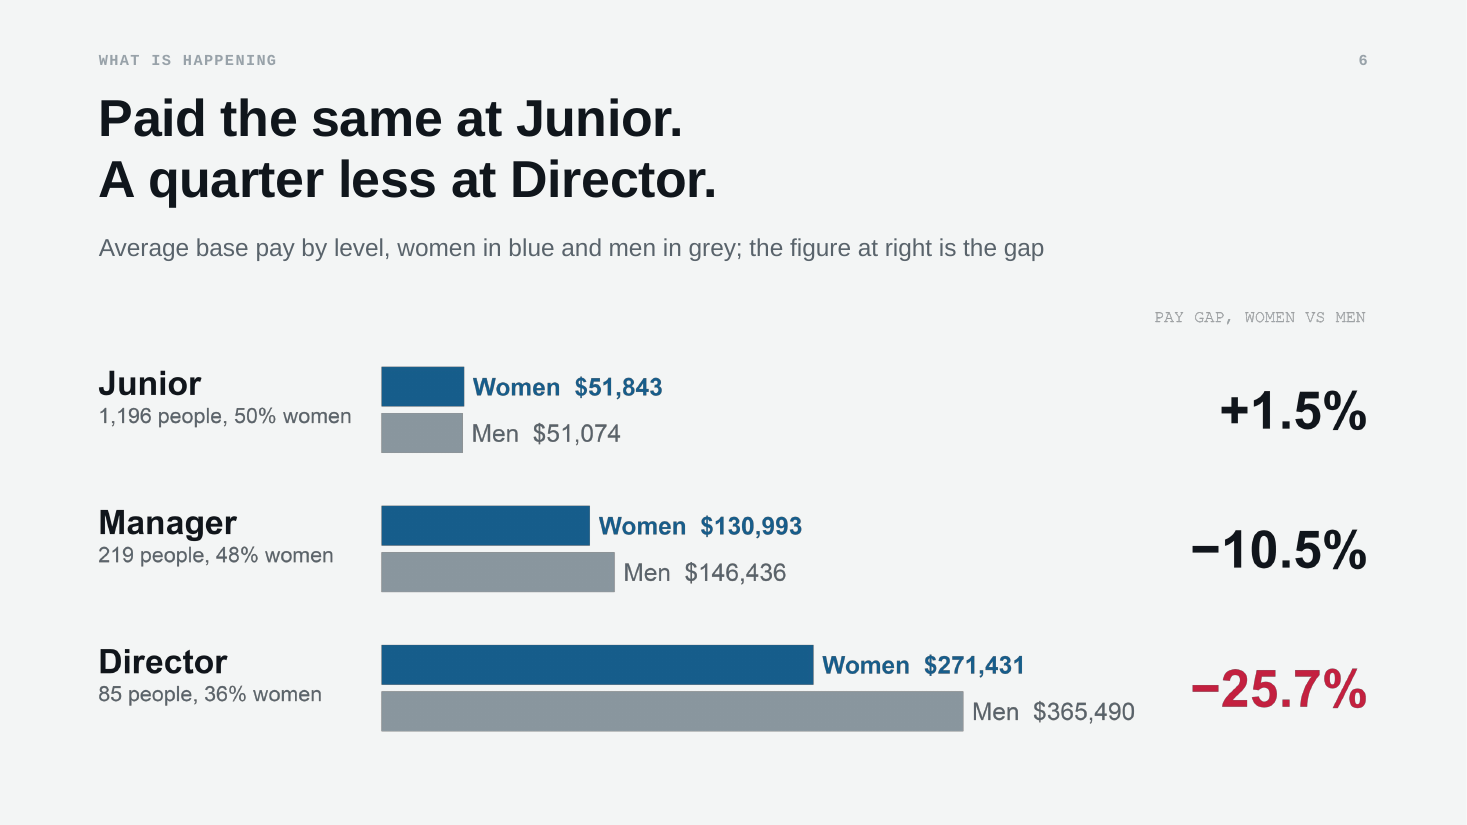 WHAT IS HAPPENING
6
Paid the same at Junior.
A quarter less at Director.
Average base pay by level, women in blue and men in grey; the figure at right is the gap
PAY GAP, WOMEN VS MEN
Junior
1,196 people, 50% women
Women $51,843
Men $51,074
+1.5%
Manager
219 people, 48% women
Women $130,993
Men $146,436
−10.5%
Director
85 people, 36% women
Women $271,431
Men $365,490
−25.7%